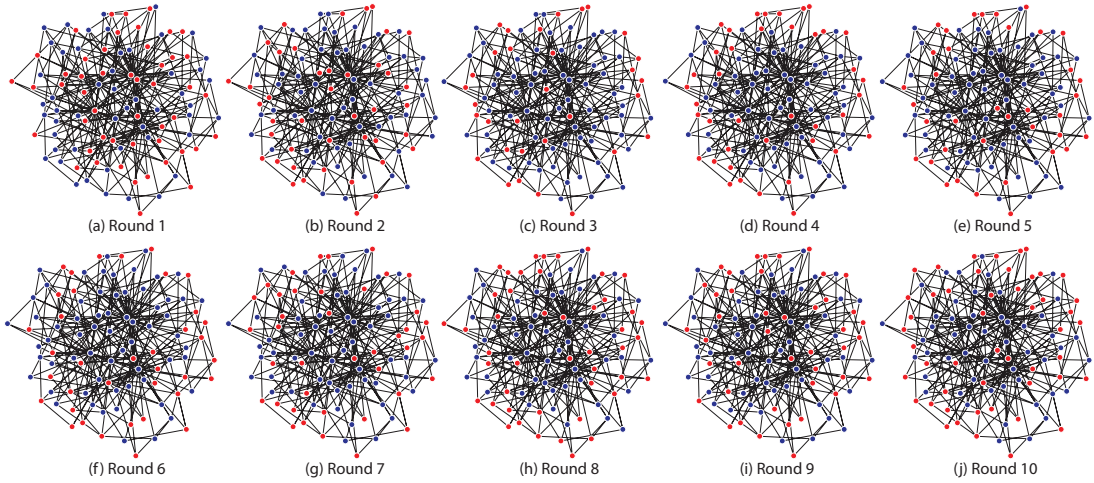 (a) Round 1
(b) Round 2
(c) Round 3
(d) Round 4
(e) Round 5
(f) Round 6
(g) Round 7
(h) Round 8
(i) Round 9
(j) Round 10